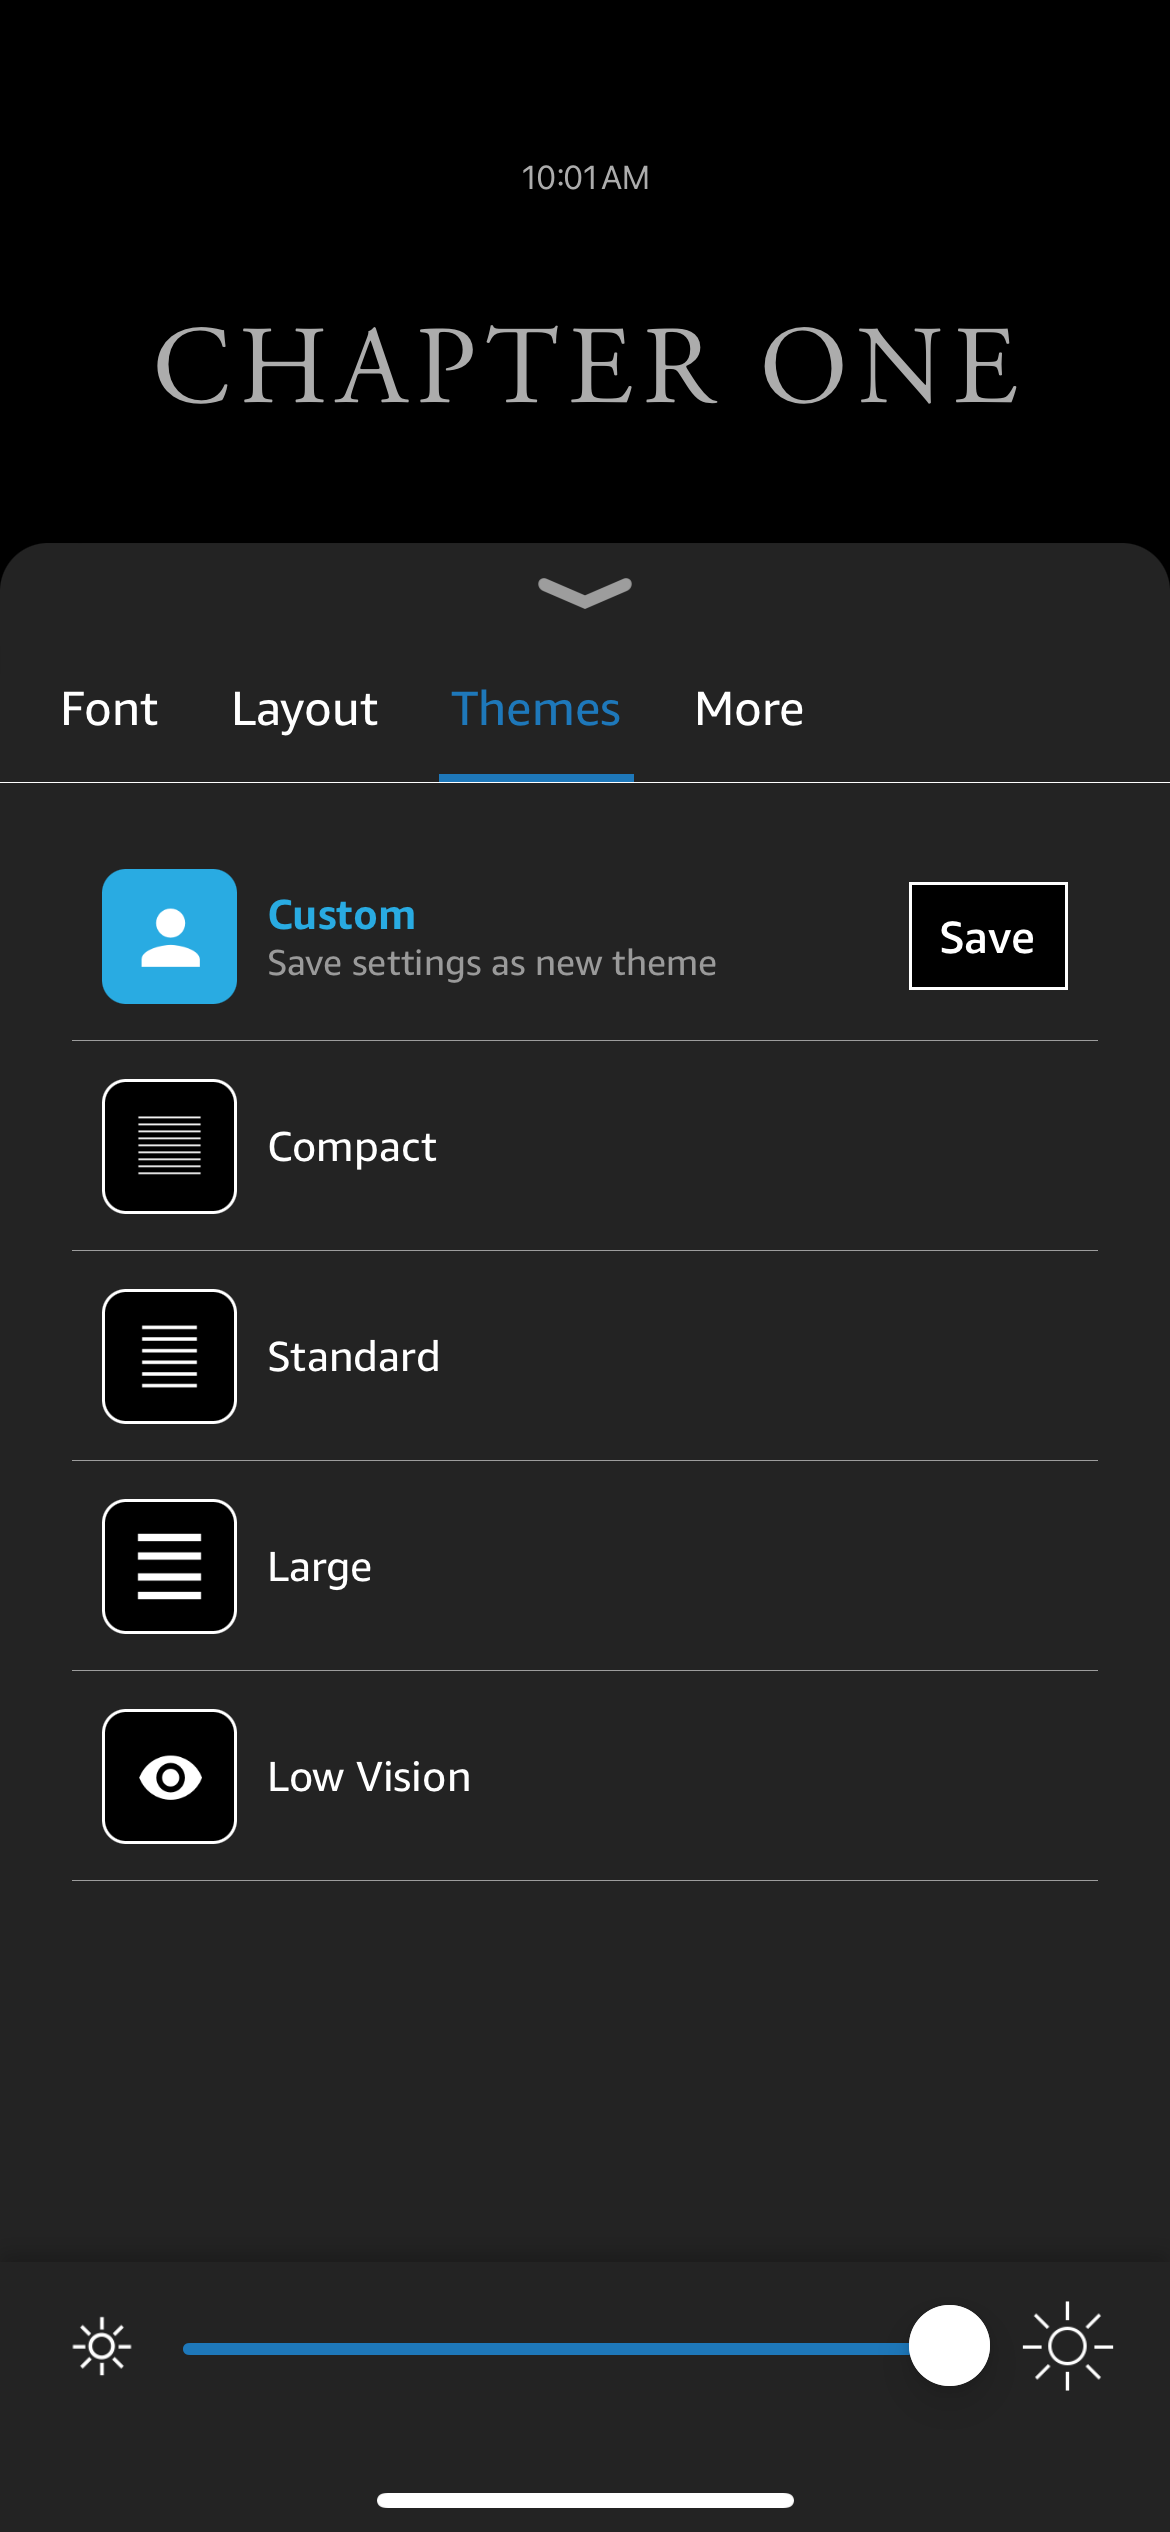 10:01 AM
CHAPTER ONE
Font Layout Themes More
Custom
Save settings as new theme
Save
Compact
Standard
Large
Low Vision